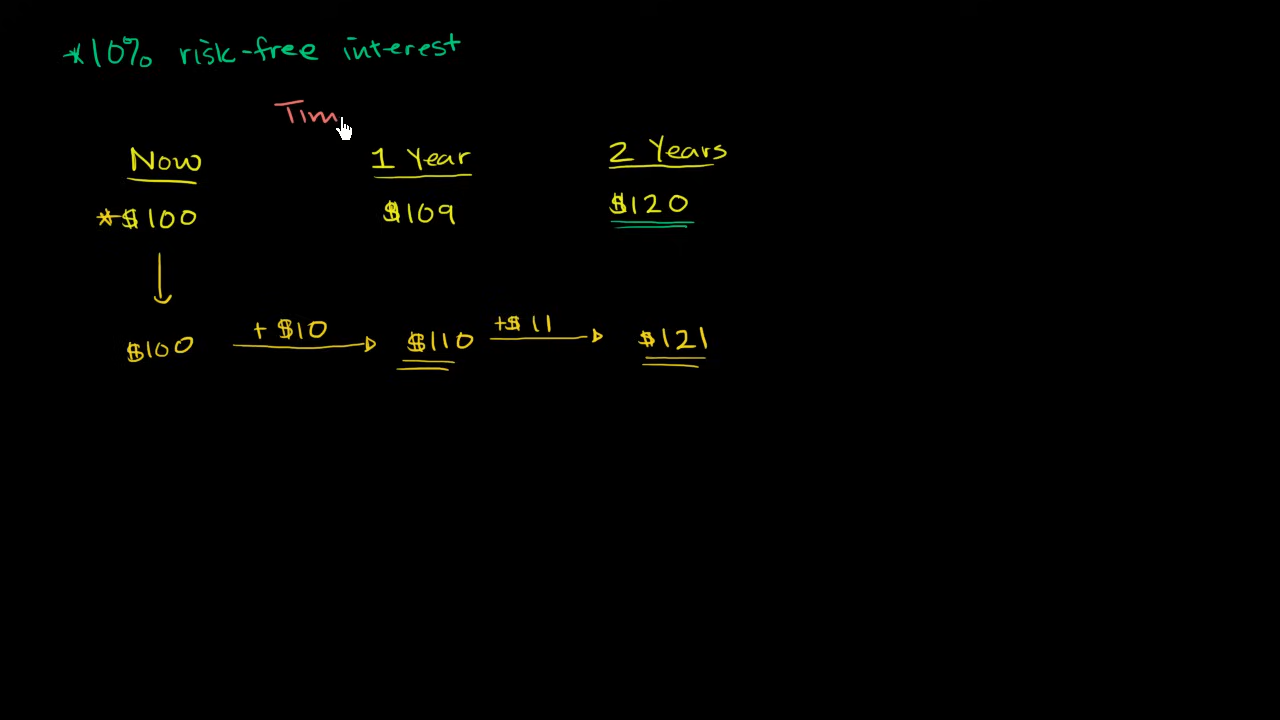 *10% risk-free interest
Tim
Now 1 Year 2 Years
*$100 $109 $120
$100 + $10 $110 +$11 $121